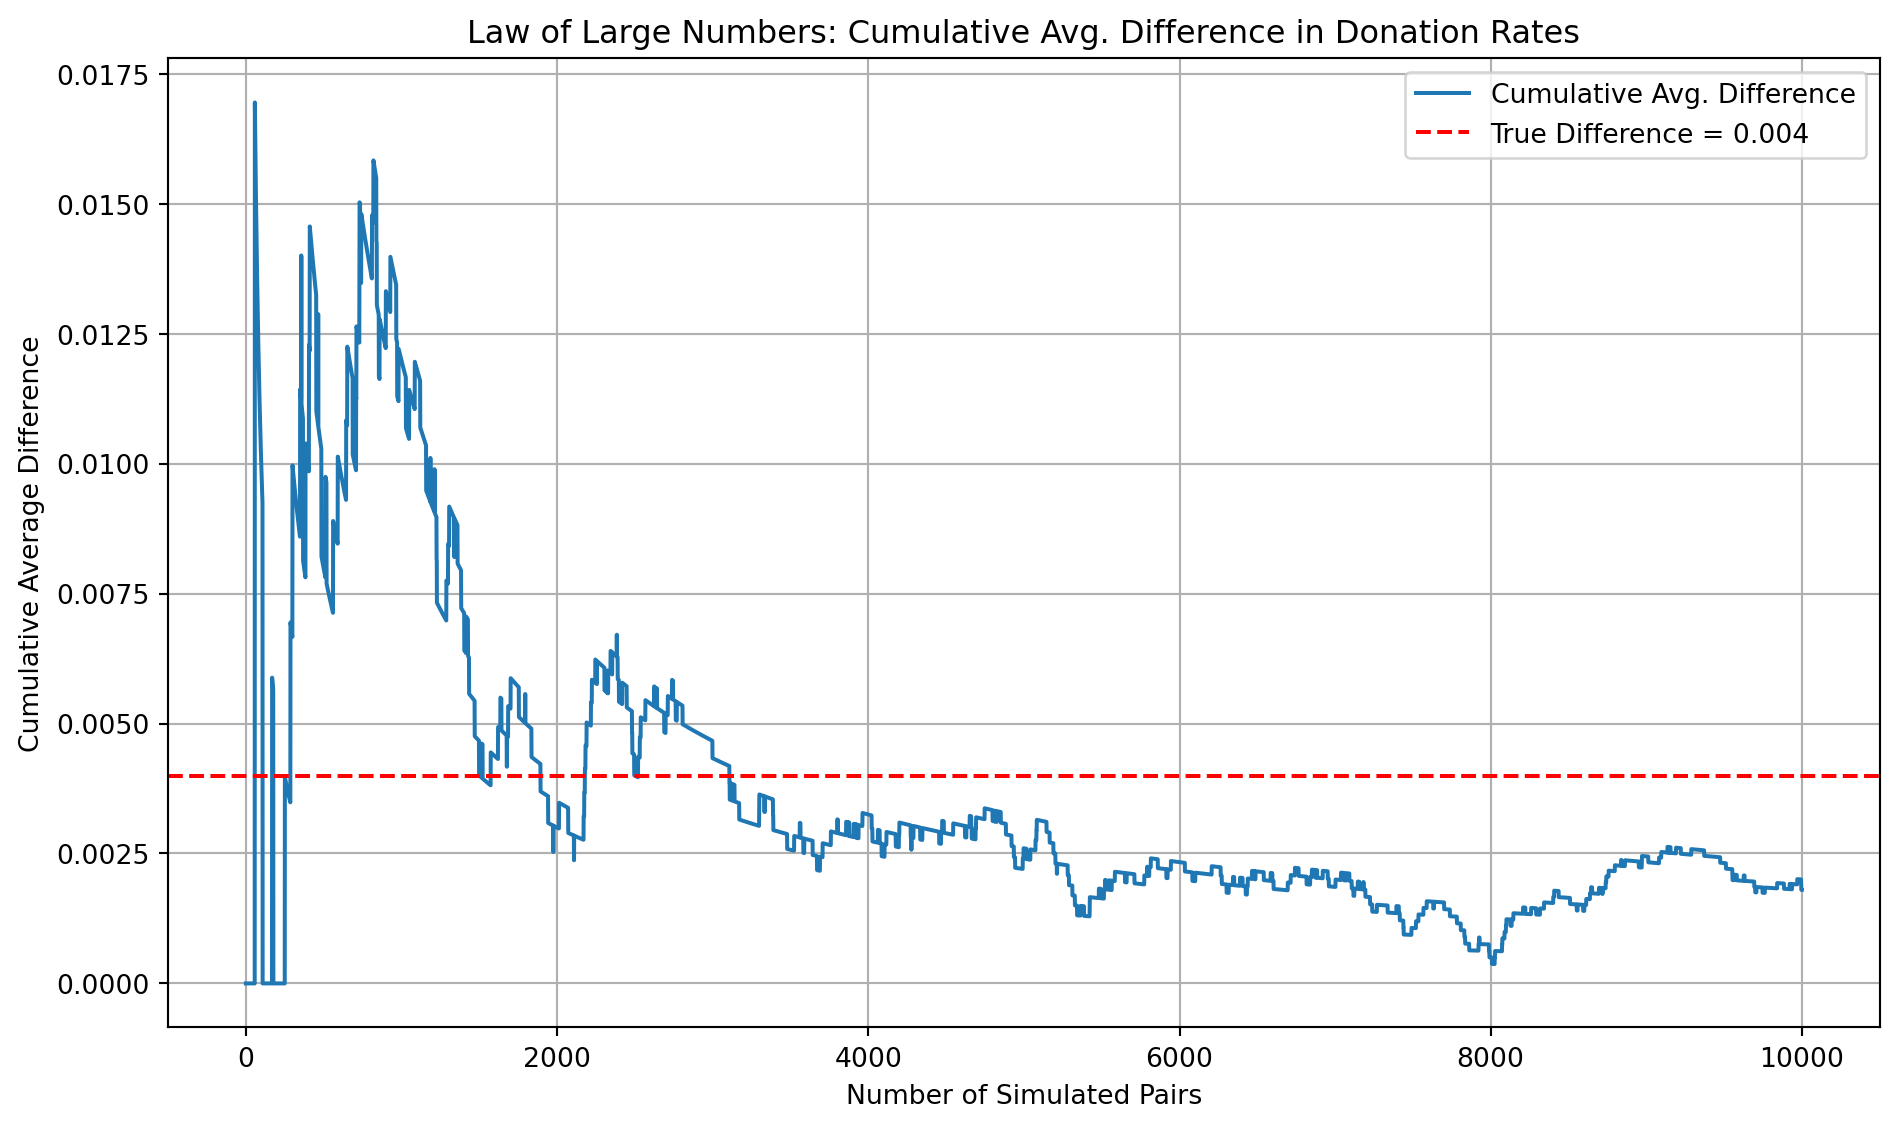 Law of Large Numbers: Cumulative Avg. Difference in Donation Rates
Cumulative Avg. Difference
True Difference = 0.004
Cumulative Average Difference
0.0175
0.0150
0.0125
0.0100
0.0075
0.0050
0.0025
0.0000
0 2000 4000 6000 8000 10000
Number of Simulated Pairs